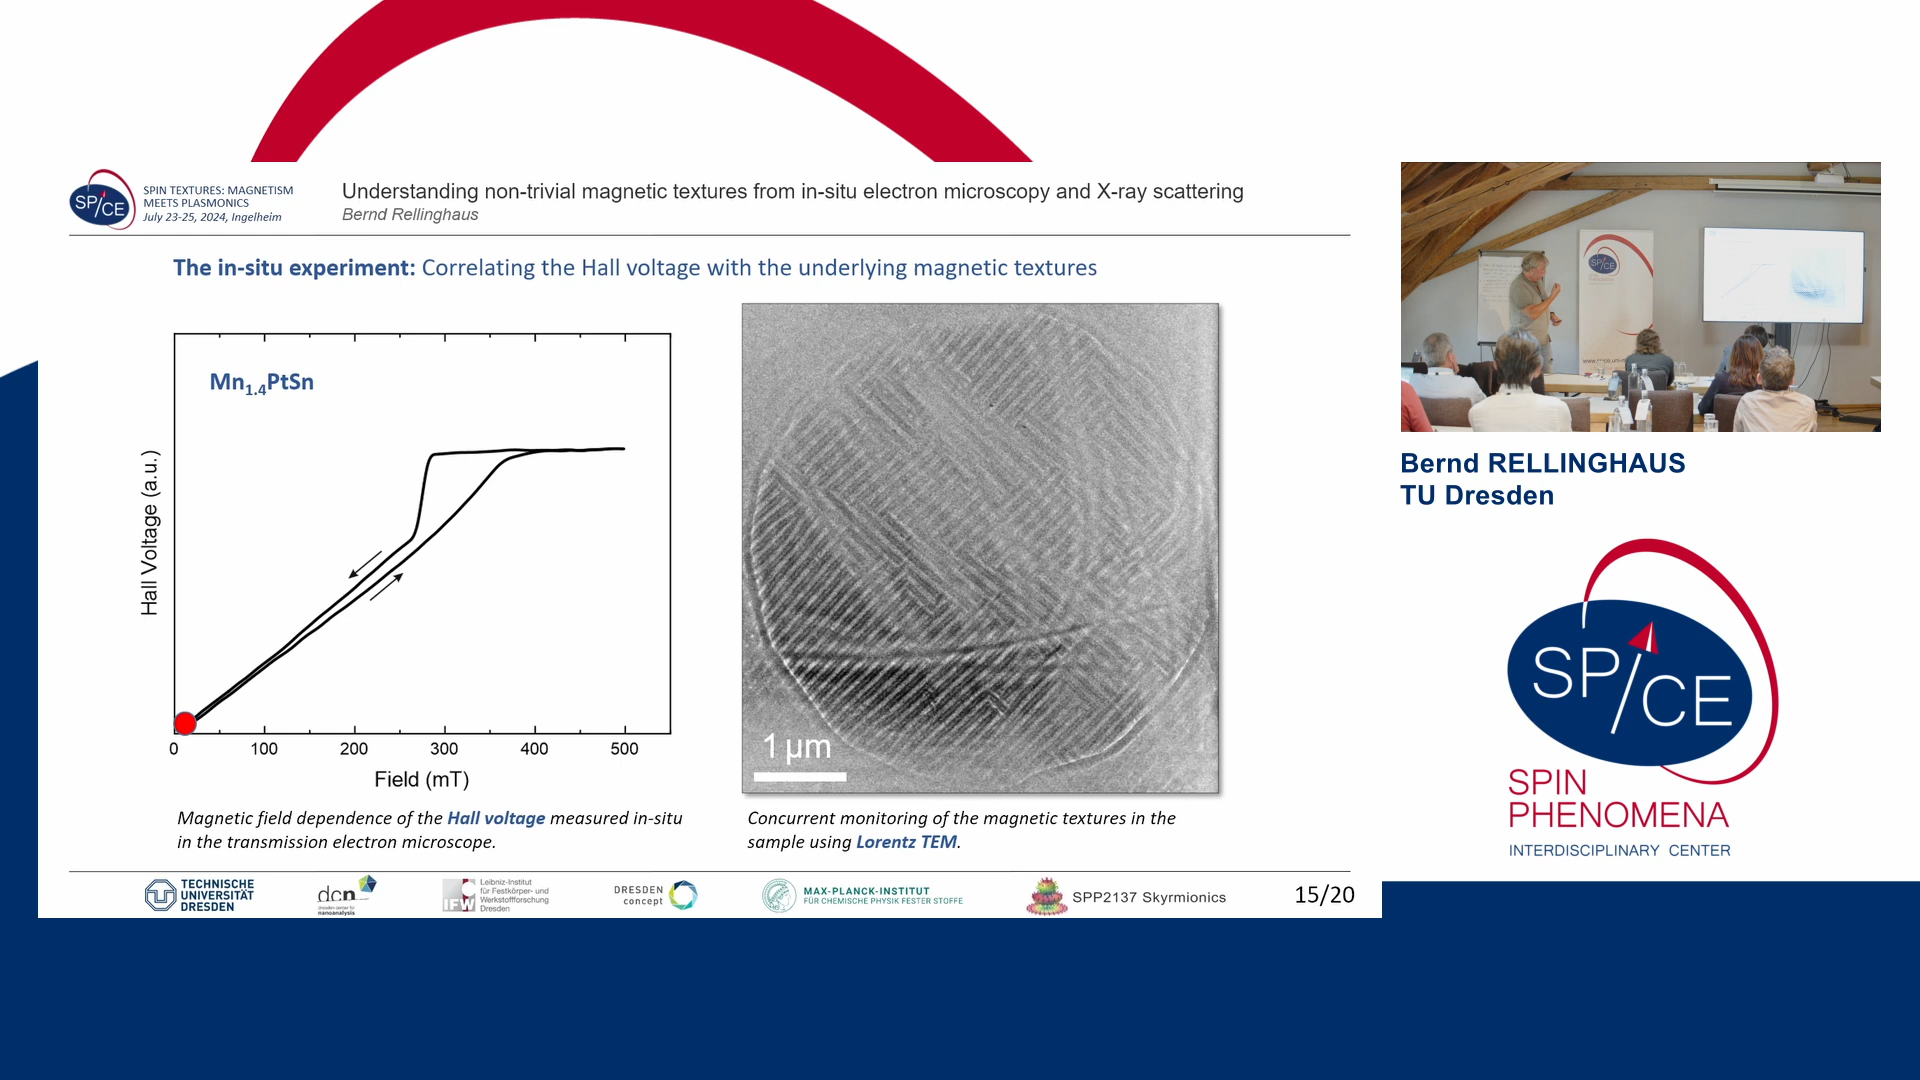 SP/CE
SPIN TEXTURES: MAGNETISM
MEETS PLASMONICS
July 23-25, 2024, Ingelheim
Understanding non-trivial magnetic textures from in-situ electron microscopy and X-ray scattering
Bernd Rellinghaus
The in-situ experiment: Correlating the Hall voltage with the underlying magnetic textures
Mn1.4PtSn
Hall Voltage (a.u.)
0 100 200 300 400 500
Field (mT)
1 µm
Magnetic field dependence of the Hall voltage measured in-situ
in the transmission electron microscope.
Concurrent monitoring of the magnetic textures in the
sample using Lorentz TEM.
TECHNISCHE
UNIVERSITÄT
DRESDEN
dcn
dresden center for
nanoanalysis
IFW
Leibniz-Institut
für Festkörper- und
Werkstoffforschung
Dresden
DRESDEN
concept
MAX-PLANCK-INSTITUT
FÜR CHEMISCHE PHYSIK FESTER STOFFE
SPP2137 Skyrmionics
15/20
Bernd RELLINGHAUS
TU Dresden
SP/CE
SPIN
PHENOMENA
INTERDISCIPLINARY CENTER